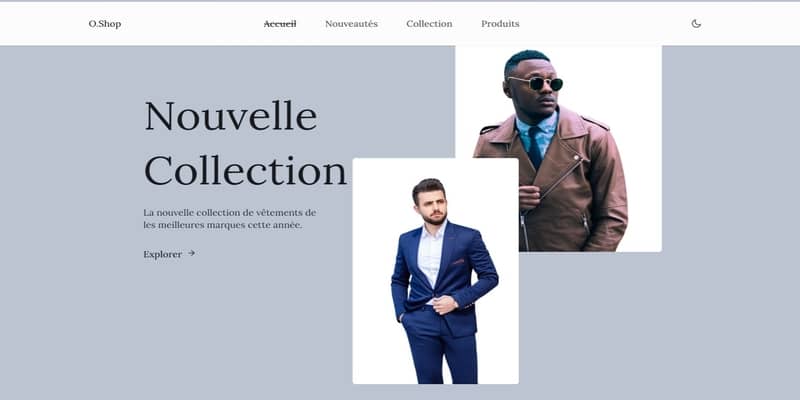 O.Shop
Accueil
Nouveautés
Collection
Produits
Nouvelle
Collection
La nouvelle collection de vêtements de
les meilleures marques cette année.
Explorer →